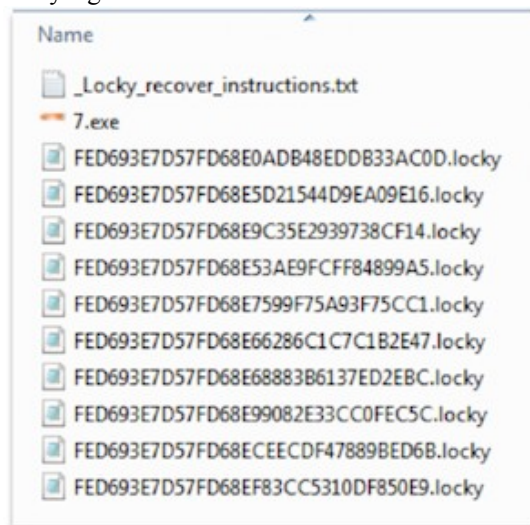 Name
_Locky_recover_instructions.txt
7.exe
FED693E7D57FD68E0ADB48EDDB33AC0D.locky
FED693E7D57FD68E5D21544D9EA09E16.locky
FED693E7D57FD68E9C35E2939738CF14.locky
FED693E7D57FD68E53AE9FCFF84899A5.locky
FED693E7D57FD68E7599F75A93F75CC1.locky
FED693E7D57FD68E66286C1C7C1B2E47.locky
FED693E7D57FD68E68883B6137ED2EBC.locky
FED693E7D57FD68E99082E33CC0FEC5C.locky
FED693E7D57FD68ECEECDF47889BED6B.locky
FED693E7D57FD68EF83CC5310DF850E9.locky